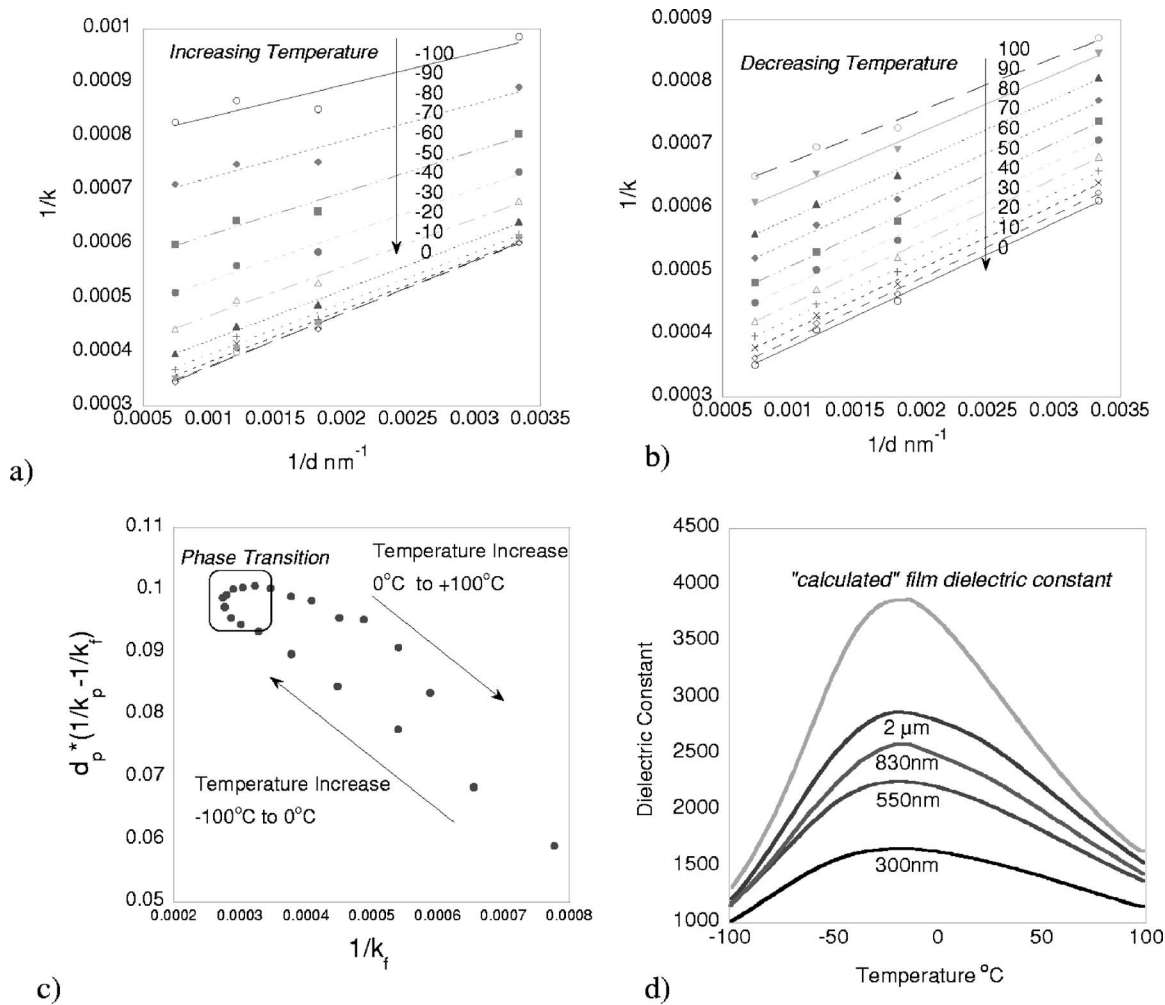 0.001
0.0009
0.0008
0.0007
0.0006
0.0005
0.0004
0.0003
1/k
Increasing Temperature
-100
-90
-80
-70
-60
-50
-40
-30
-20
-10
0
0.0005 0.001 0.0015 0.002 0.0025 0.003 0.0035
1/d nm⁻¹
a)
0.0009
0.0008
0.0007
0.0006
0.0005
0.0004
0.0003
1/k
Decreasing Temperature
100
90
80
70
60
50
40
30
20
10
0
0.0005 0.001 0.0015 0.002 0.0025 0.003 0.0035
1/d nm⁻¹
b)
0.11
0.1
0.09
0.08
0.07
0.06
0.05
dp*(1/kp-1/kf)
Phase Transition
Temperature Increase
0°C to +100°C
Temperature Increase
-100°C to 0°C
0.0002 0.0003 0.0004 0.0005 0.0006 0.0007 0.0008
1/kf
c)
4500
4000
3500
3000
2500
2000
1500
1000
Dielectric Constant
"calculated" film dielectric constant
2 µm
830nm
550nm
300nm
-100 -50 0 50 100
Temperature °C
d)